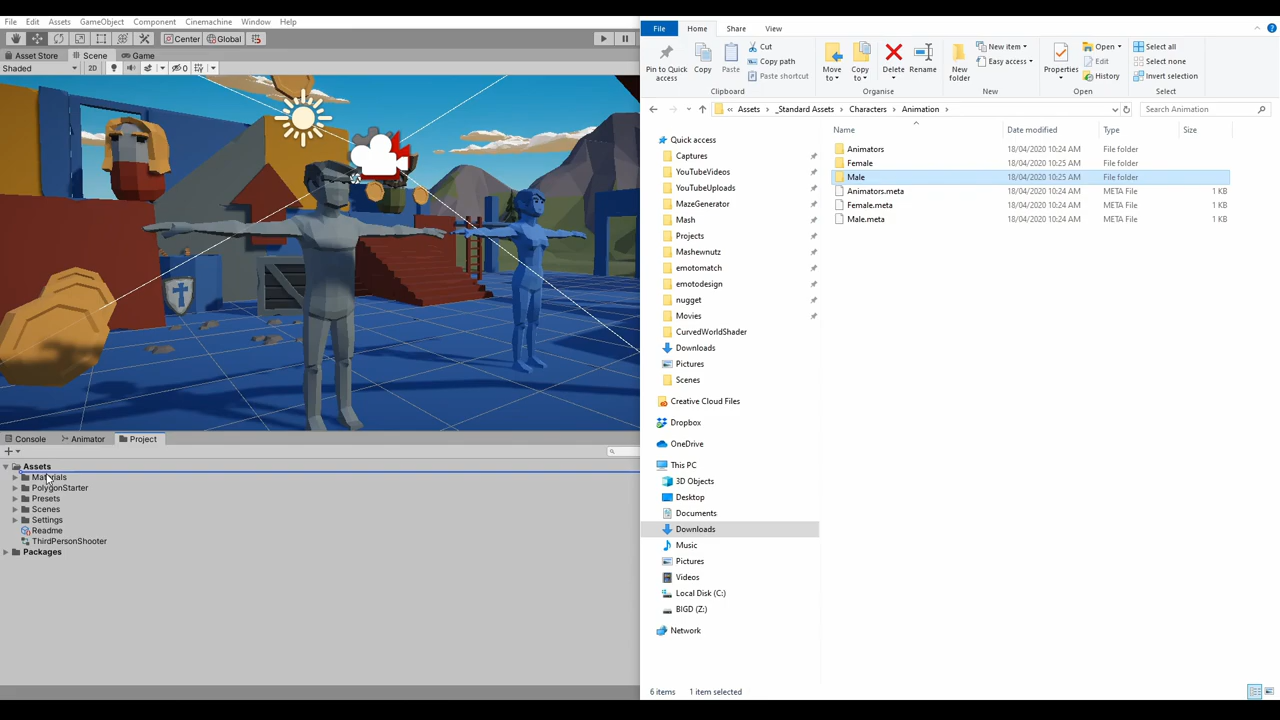 File Edit Assets GameObject Component Cinemachine Window Help
Center Global
Asset Store Scene Game
Shaded 2D 0
Console Animator Project
Assets
Materials
PolygonStarter
Presets
Scenes
Settings
Readme
ThirdPersonShooter
Packages
File Home Share View
Pin to Quick access
Copy
Paste
Cut
Copy path
Paste shortcut
Clipboard
Move to
Copy to
Delete
Rename
Organise
New folder
New item
Easy access
New
Properties
Open
Edit
History
Open
Select all
Select none
Invert selection
Select
« Assets › _Standard Assets › Characters › Animation ›
Search Animation
Quick access
Captures
YouTubeVideos
YouTubeUploads
MazeGenerator
Mash
Projects
Mashewnutz
emotomatch
emotodesign
nugget
Movies
CurvedWorldShader
Downloads
Pictures
Scenes
Creative Cloud Files
Dropbox
OneDrive
This PC
3D Objects
Desktop
Documents
Downloads
Music
Pictures
Videos
Local Disk (C:)
BIGD (Z:)
Network
Name Date modified Type Size
Animators 18/04/2020 10:24 AM File folder
Female 18/04/2020 10:25 AM File folder
Male 18/04/2020 10:25 AM File folder
Animators.meta 18/04/2020 10:24 AM META File 1 KB
Female.meta 18/04/2020 10:24 AM META File 1 KB
Male.meta 18/04/2020 10:24 AM META File 1 KB
6 items 1 item selected